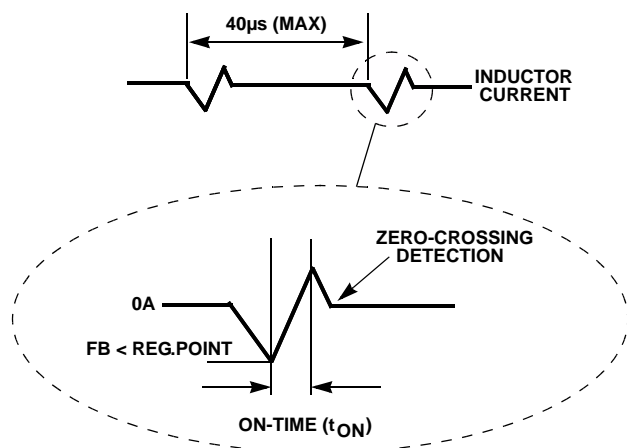 40µs (MAX)
INDUCTOR
CURRENT
ZERO-CROSSING
DETECTION
0A
FB < REG.POINT
ON-TIME (tON)